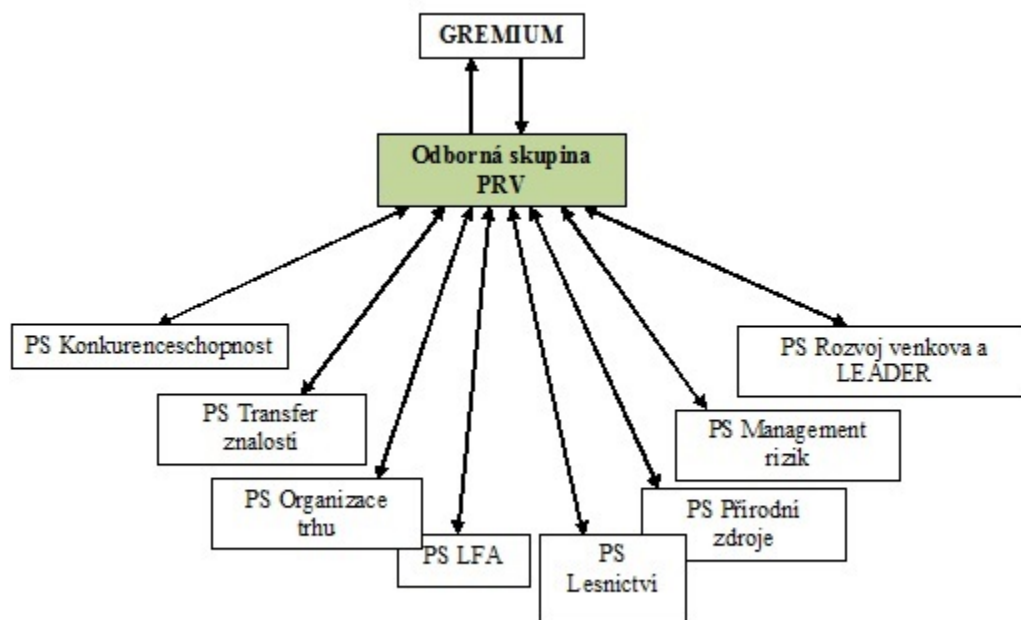 GREMIUM
Odborná skupina
PRV
PS Konkurenceschopnost
PS Rozvoj venkova a
LEADER
PS Transfer
znalostí
PS Management
rizik
PS Organizace
trhu
PS Přírodní
zdroje
PS LFA
PS
Lesnictví